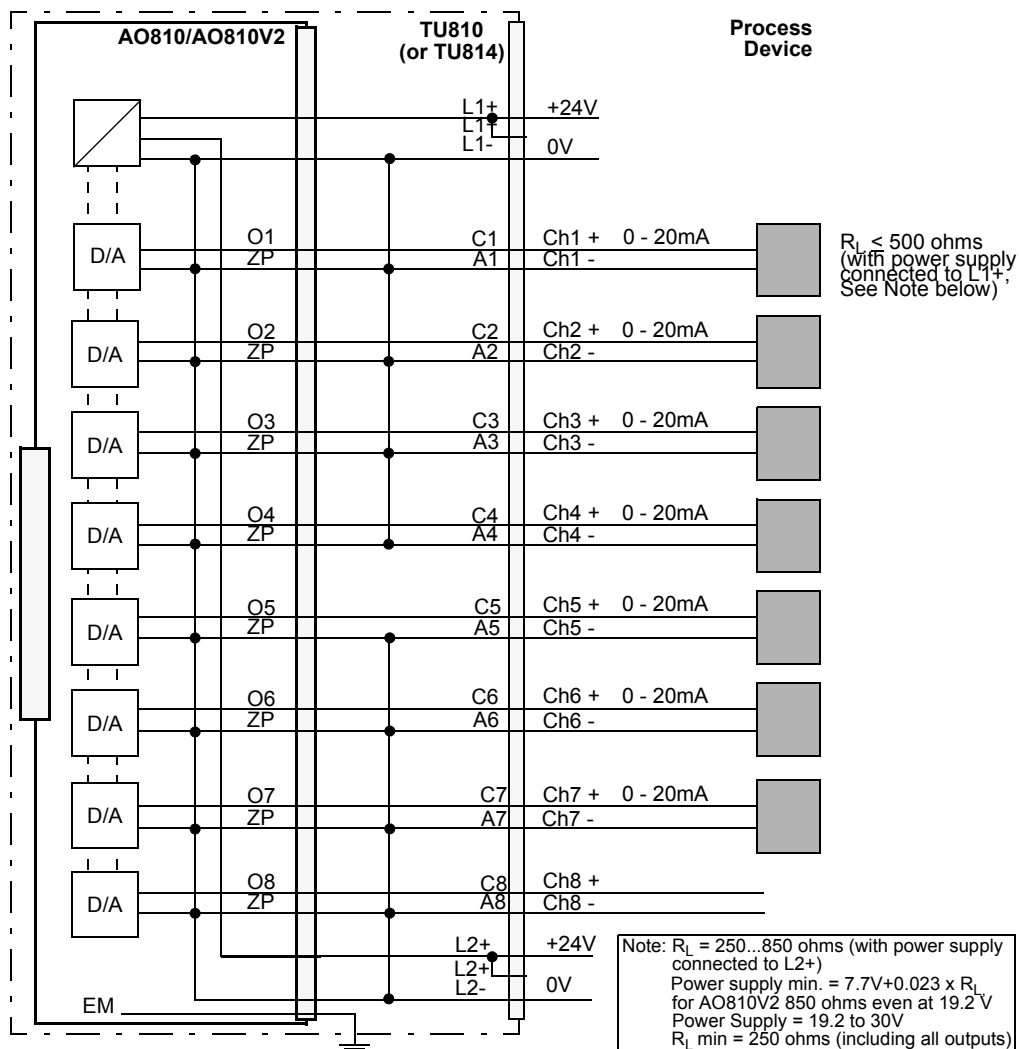 AO810/AO810V2
TU810
(or TU814)
Process
Device
L1+
L1+
L1-
+24V
0V
D/A
O1
ZP
C1
A1
Ch1 + 0 - 20mA
Ch1 -
RL ≤ 500 ohms
(with power supply
connected to L1+,
See Note below)
D/A
O2
ZP
C2
A2
Ch2 + 0 - 20mA
Ch2 -
D/A
O3
ZP
C3
A3
Ch3 + 0 - 20mA
Ch3 -
D/A
O4
ZP
C4
A4
Ch4 + 0 - 20mA
Ch4 -
D/A
O5
ZP
C5
A5
Ch5 + 0 - 20mA
Ch5 -
D/A
O6
ZP
C6
A6
Ch6 + 0 - 20mA
Ch6 -
D/A
O7
ZP
C7
A7
Ch7 + 0 - 20mA
Ch7 -
D/A
O8
ZP
C8
A8
Ch8 +
Ch8 -
L2+
L2+
L2-
+24V
0V
EM
Note: RL = 250...850 ohms (with power supply
connected to L2+)
Power supply min. = 7.7V+0.023 x RL,
for AO810V2 850 ohms even at 19.2 V
Power Supply = 19.2 to 30V
RL min = 250 ohms (including all outputs)